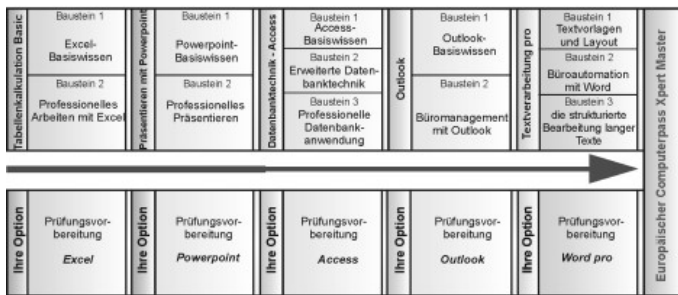 Tabellenkalkulation Basic
Baustein 1
Excel-
Basiswissen
Baustein 2
Professionelles
Arbeiten mit Excel
Präsentieren mit Powerpoint
Baustein 1
Powerpoint-
Basiswissen
Baustein 2
Professionelles
Präsentieren
Datenbanktechnik - Access
Baustein 1
Access-
Basiswissen
Baustein 2
Erweiterte Daten-
banktechnik
Baustein 3
Professionelle
Datenbank-
anwendung
Outlook
Baustein 1
Outlook-
Basiswissen
Baustein 2
Büromanagement
mit Outlook
Textverarbeitung pro
Baustein 1
Textvorlagen
und Layout
Baustein 2
Büroautomation
mit Word
Baustein 3
die strukturierte
Bearbeitung langer
Texte
Europäischer Computerpass Xpert Master
Ihre Option
Prüfungsvor-
bereitung
Excel
Ihre Option
Prüfungsvor-
bereitung
Powerpoint
Ihre Option
Prüfungsvor-
bereitung
Access
Ihre Option
Prüfungsvor-
bereitung
Outlook
Ihre Option
Prüfungsvor-
bereitung
Word pro